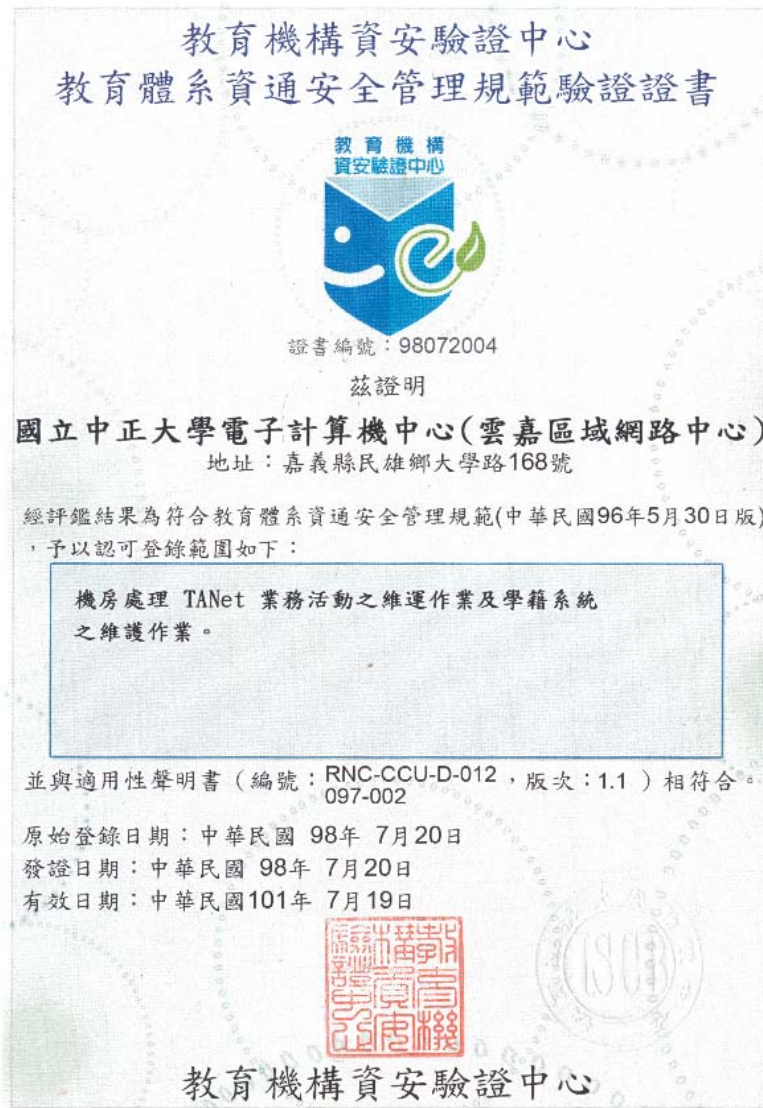 教育機構資安驗證中心
教育體系資通安全管理規範驗證證書
教育機構
資安驗證中心
證書編號：98072004
茲證明
國立中正大學電子計算機中心(雲嘉區域網路中心)
地址：嘉義縣民雄鄉大學路168號
經評鑑結果為符合教育體系資通安全管理規範(中華民國96年5月30日版)
，予以認可登錄範圍如下：
機房處理 TANet 業務活動之維運作業及學籍系統
之維護作業。
並與適用性聲明書（編號：RNC-CCU-D-012，版次：1.1 ）相符合。
097-002
原始登錄日期：中華民國 98年 7月20日
發證日期：中華民國 98年 7月20日
有效日期：中華民國101年 7月19日
教育機構資安驗證中心
ISCB
教育機構資安驗證中心